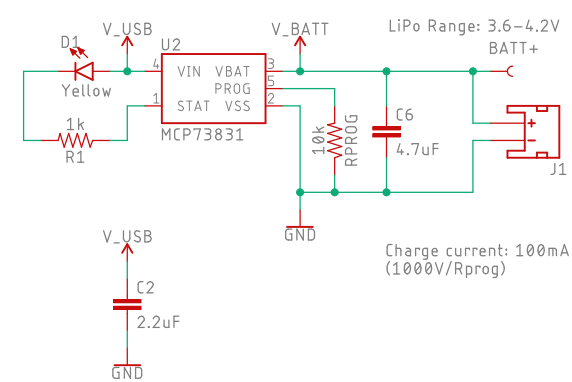 LiPo Range: 3.6-4.2V
BATT+
D1
V_USB
U2
V_BATT
Yellow
4
VIN
VBAT
3
PROG
5
1
STAT
VSS
2
MCP73831
1k
R1
10k
RPROG
C6
4.7uF
+
-
J1
GND
V_USB
C2
2.2uF
GND
Charge current: 100mA
(1000V/Rprog)